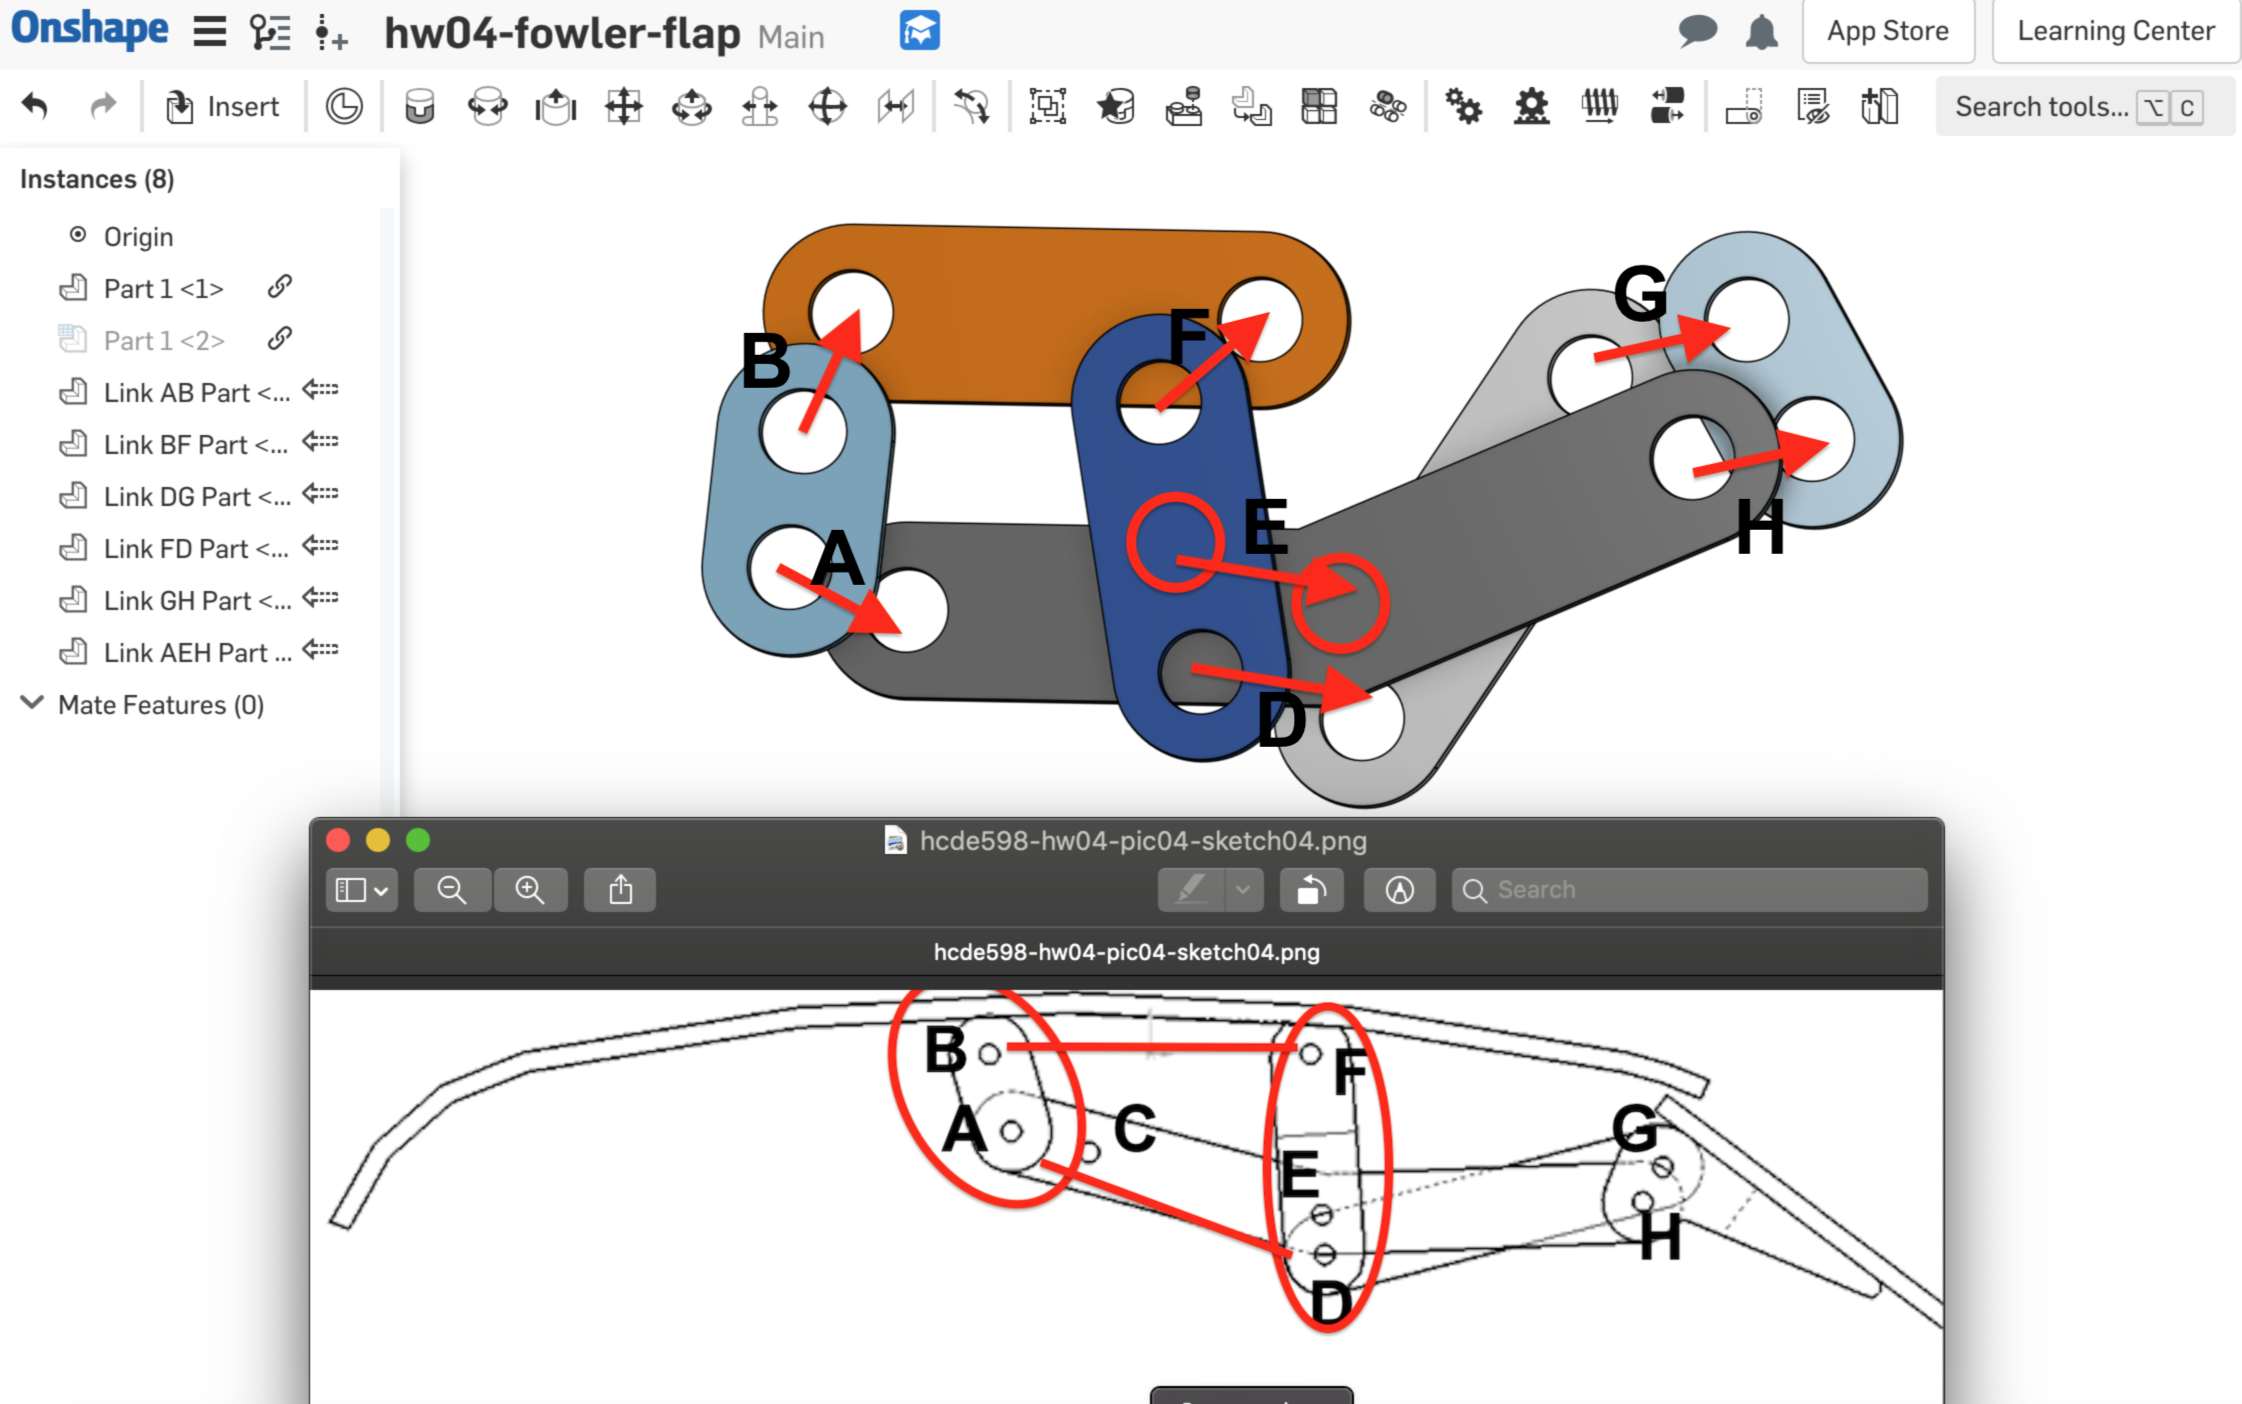 Onshape hw04-fowler-flap Main App Store Learning Center
Insert Search tools... ⌥ C
Instances (8)
Origin
Part 1 <1>
Part 1 <2>
Link AB Part <...
Link BF Part <...
Link DG Part <...
Link FD Part <...
Link GH Part <...
Link AEH Part ...
Mate Features (0)
B
F
G
A
E
H
D
hcde598-hw04-pic04-sketch04.png
Search
hcde598-hw04-pic04-sketch04.png
B
F
A
C
G
E
H
D